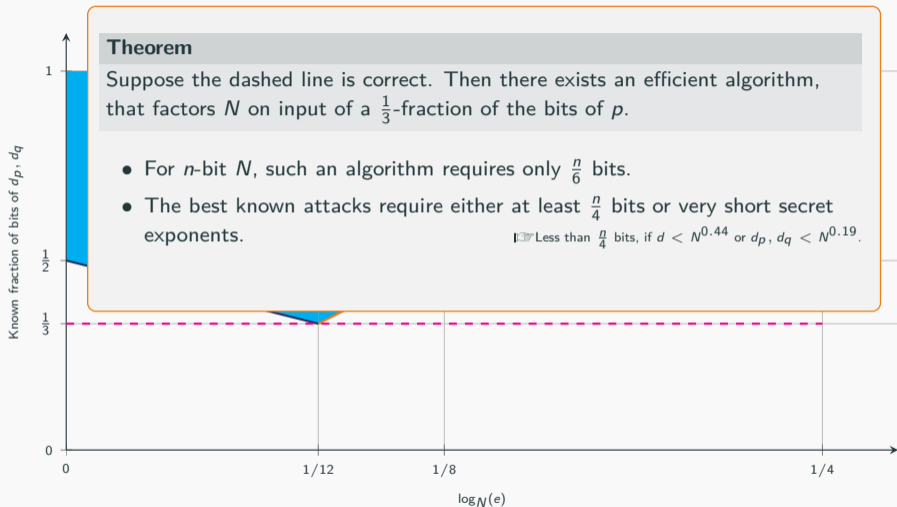 Theorem
Suppose the dashed line is correct. Then there exists an efficient algorithm,
that factors N on input of a 1/3-fraction of the bits of p.
• For n-bit N, such an algorithm requires only n/6 bits.
• The best known attacks require either at least n/4 bits or very short secret
exponents.
☞Less than n/4 bits, if d < N^0.44 or d_p, d_q < N^0.19.
Known fraction of bits of d_p, d_q
1
1/2
1/3
0
0 1/12 1/8 1/4
log_N(e)